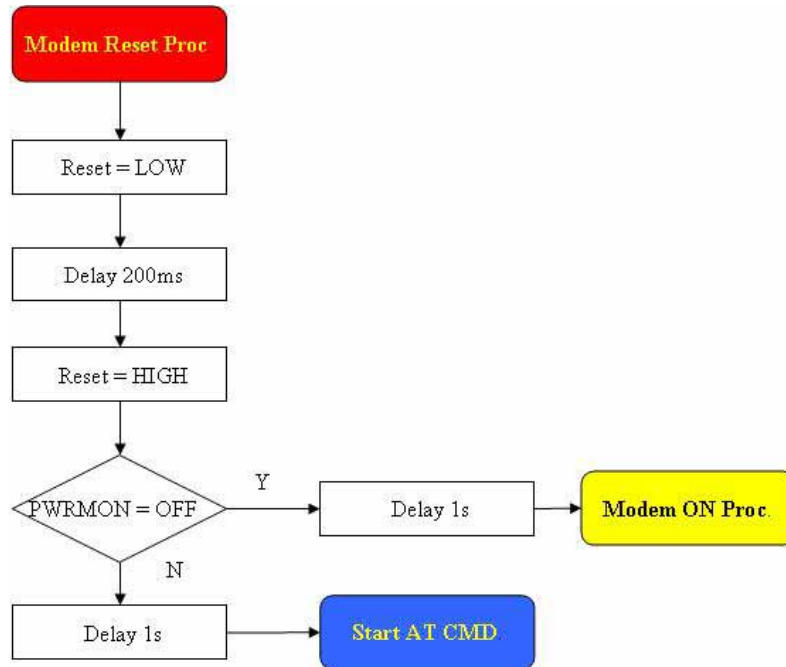 Modem Reset Proc
Reset = LOW
Delay 200ms
Reset = HIGH
PWRMON = OFF
Y
Delay 1s
Modem ON Proc.
N
Delay 1s
Start AT CMD.